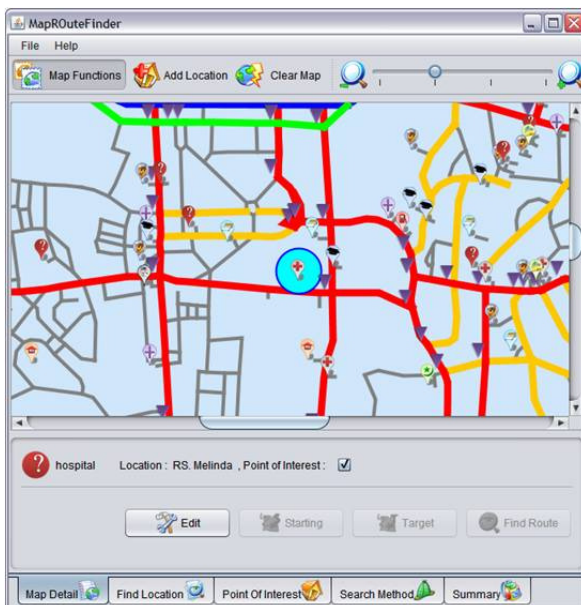 MapROuteFinder
File Help
Map Functions Add Location Clear Map
hospital Location : RS. Melinda , Point of Interest :
Edit Starting Target Find Route
Map Detail Find Location Point Of Interest Search Method Summary